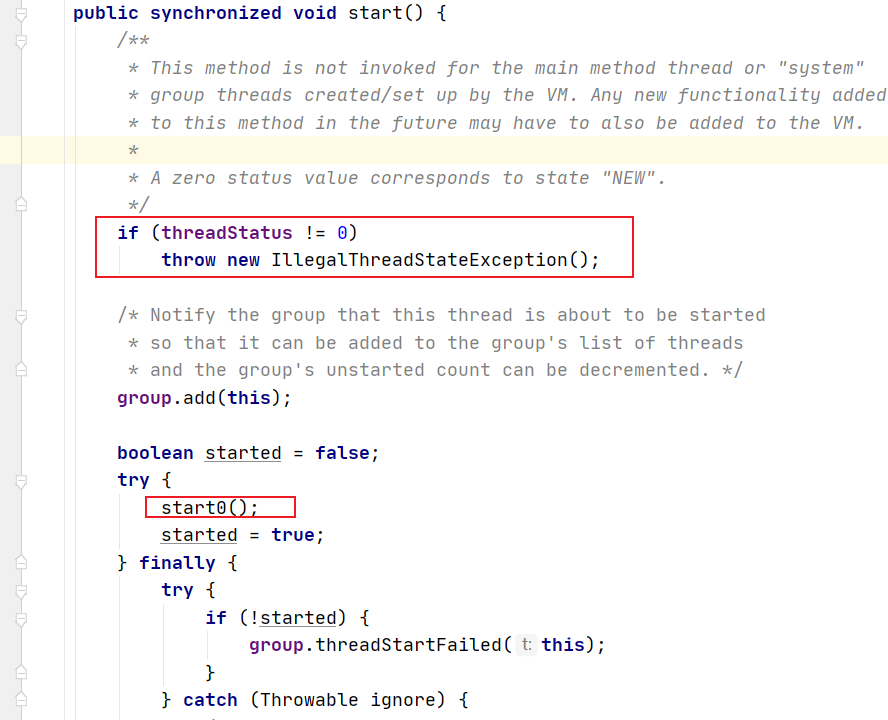 public synchronized void start() {
/**
* This method is not invoked for the main method thread or "system"
* group threads created/set up by the VM. Any new functionality added
* to this method in the future may have to also be added to the VM.
*
* A zero status value corresponds to state "NEW".
*/
if (threadStatus != 0)
throw new IllegalThreadStateException();
/* Notify the group that this thread is about to be started
* so that it can be added to the group's list of threads
* and the group's unstarted count can be decremented. */
group.add(this);
boolean started = false;
try {
start0();
started = true;
} finally {
try {
if (!started) {
group.threadStartFailed( t: this);
}
} catch (Throwable ignore) {